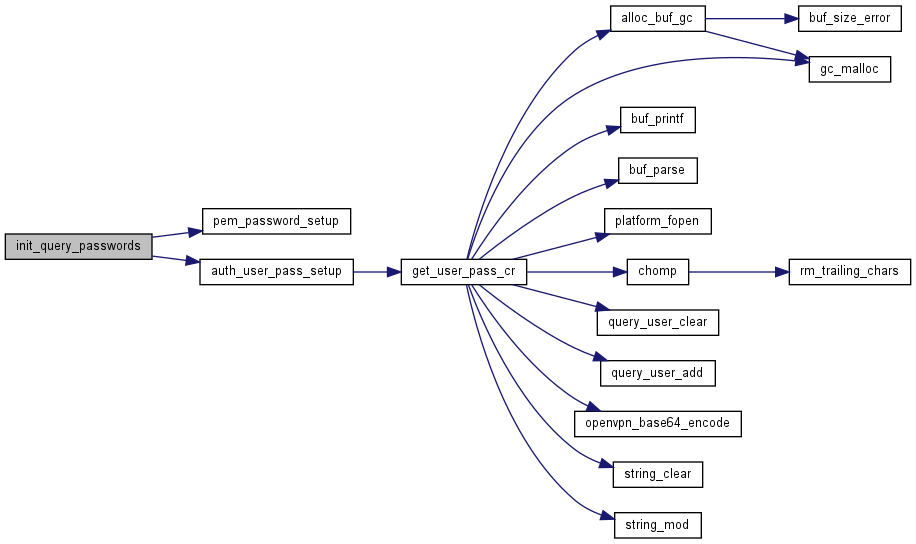 alloc_buf_gc
buf_size_error
gc_malloc
buf_printf
buf_parse
pem_password_setup
platform_fopen
init_query_passwords
auth_user_pass_setup
get_user_pass_cr
chomp
rm_trailing_chars
query_user_clear
query_user_add
openvpn_base64_encode
string_clear
string_mod